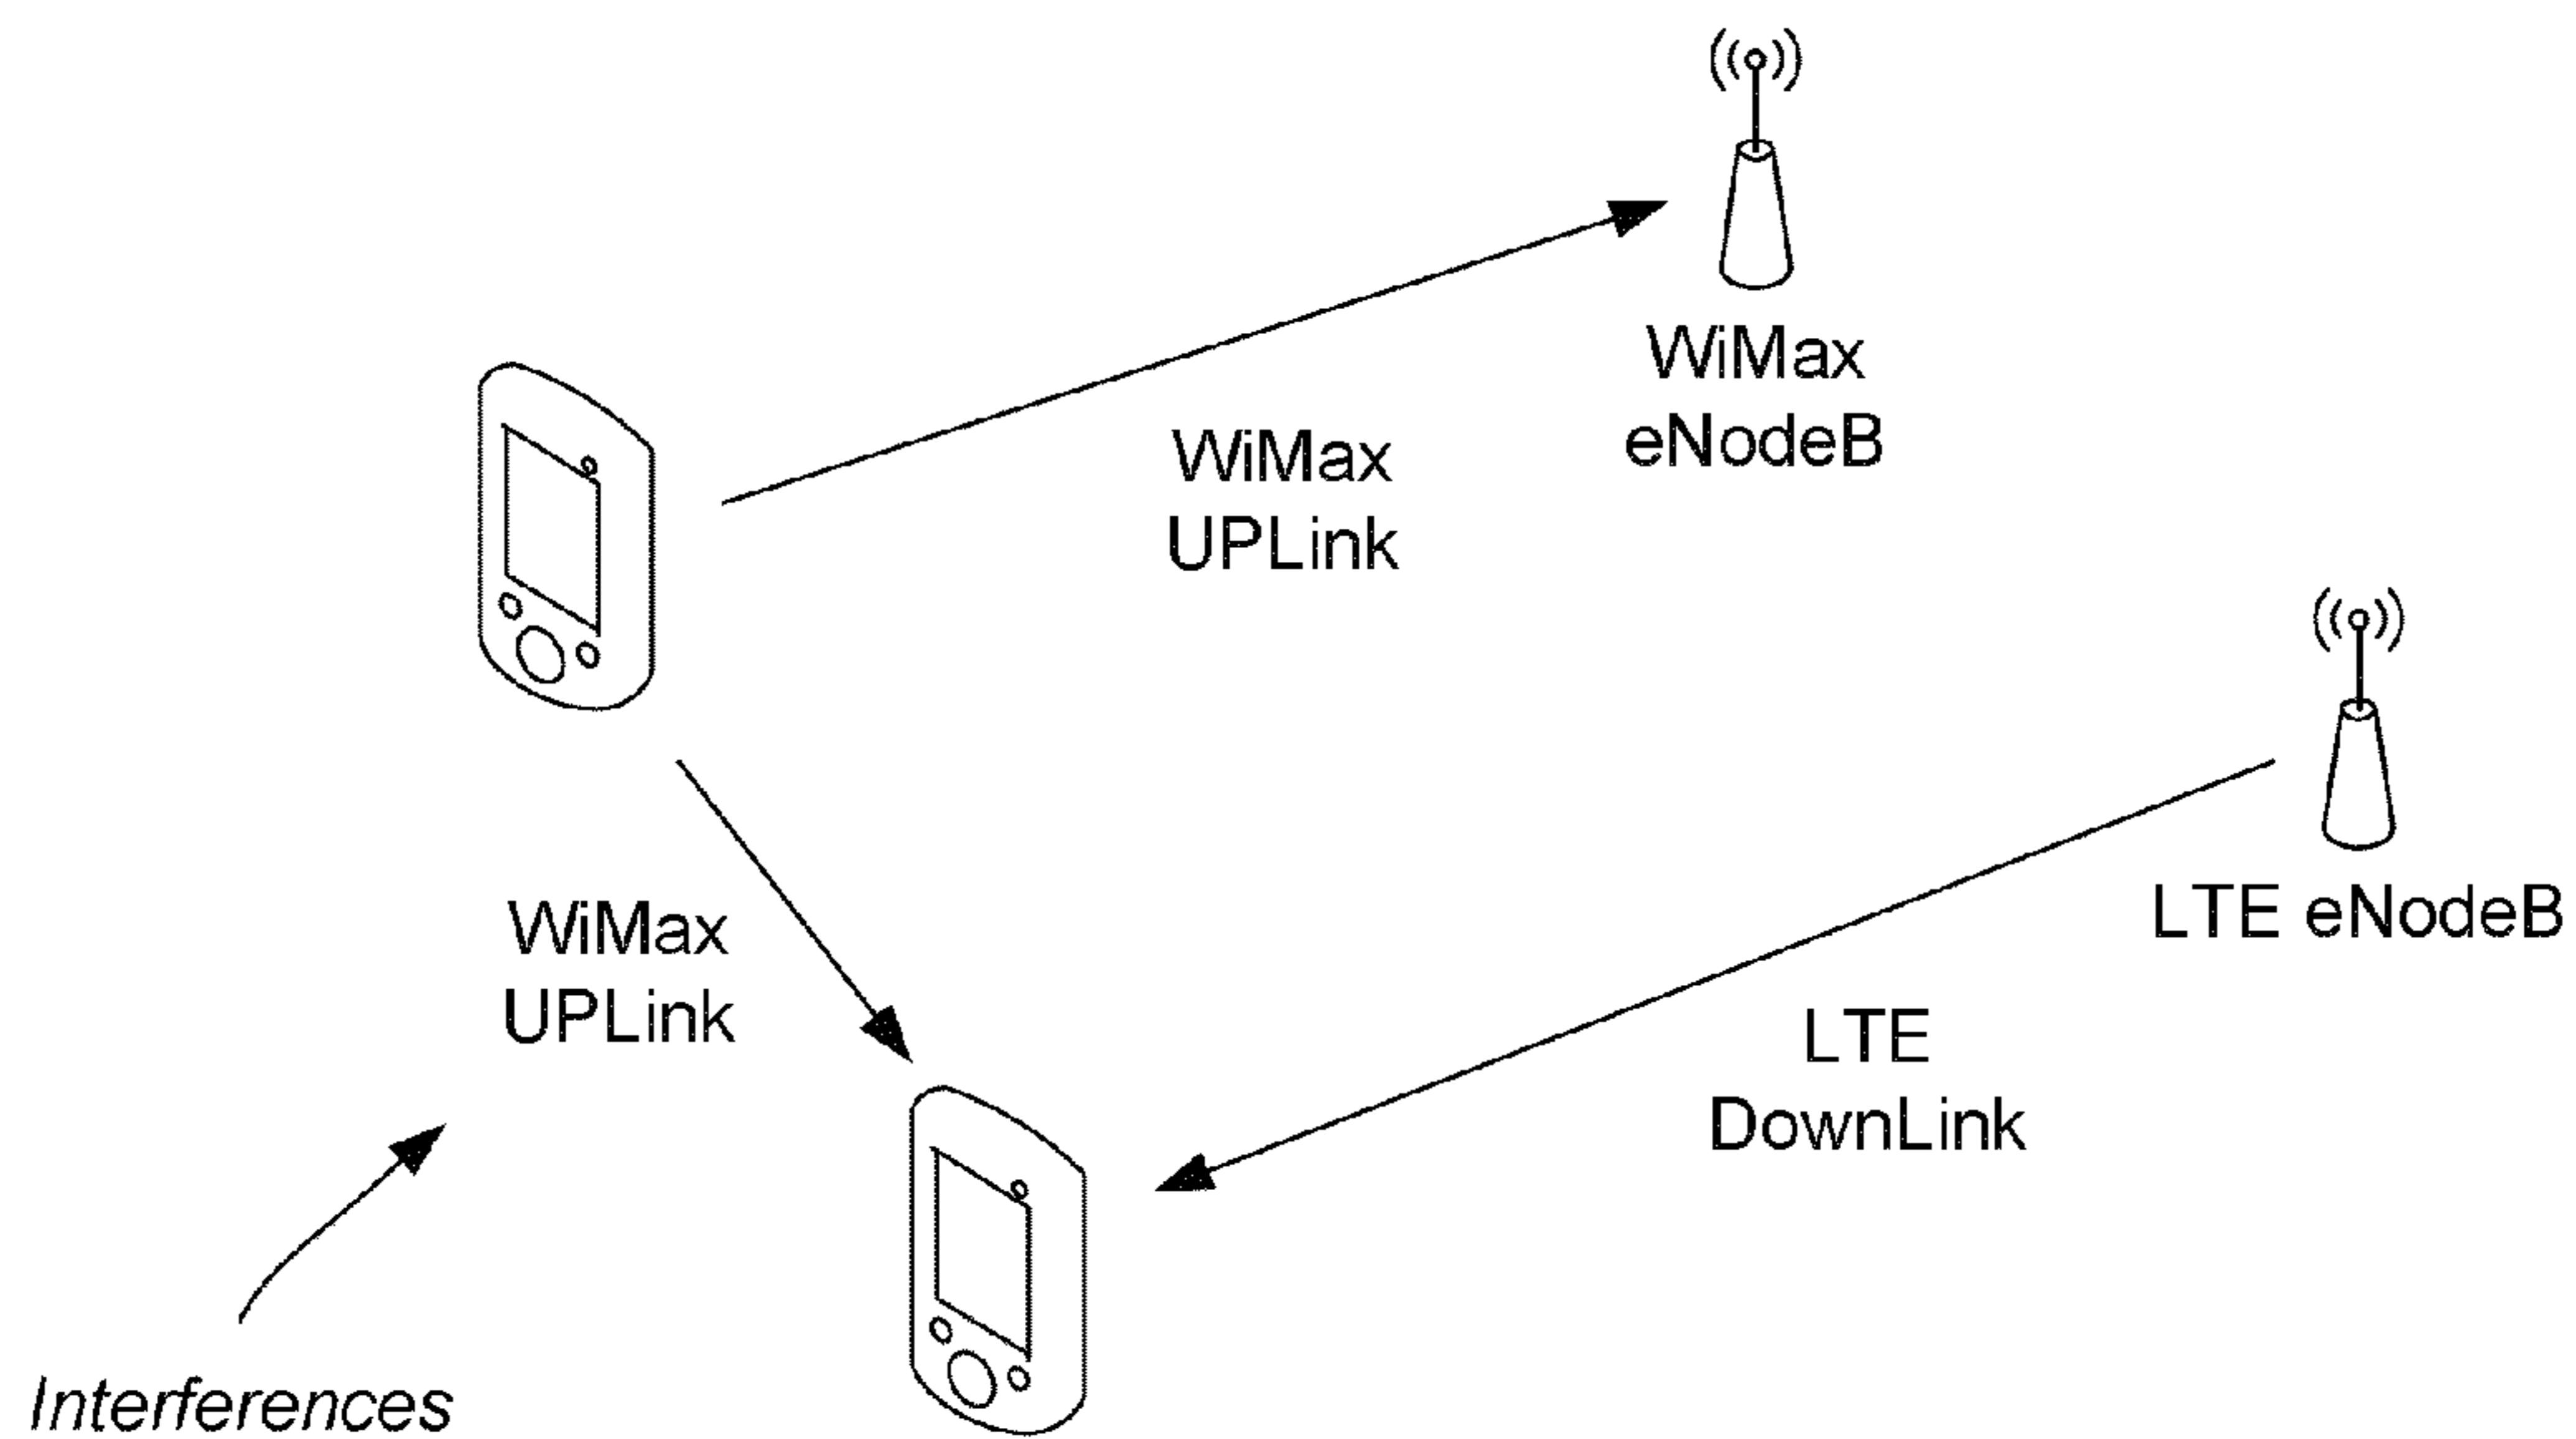 WiMax
eNodeB
WiMax
UPLink
LTE eNodeB
WiMax
UPLink
LTE
DownLink
Interferences